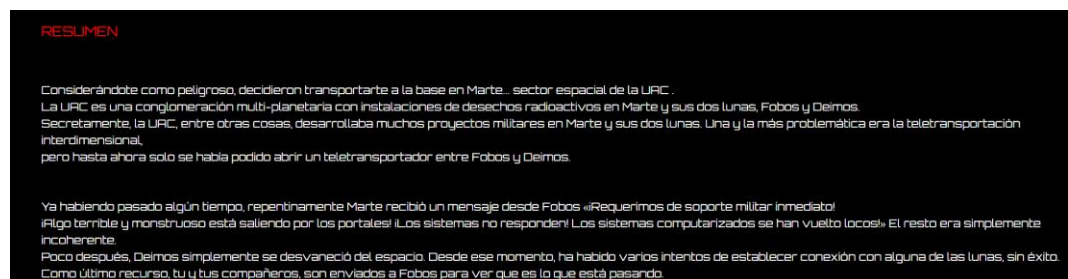 RESUMEN
Considerándote como peligroso, decidieron transportarte a la base en Marte... sector espacial de la UAC .
La UAC es una conglomeración multi-planetaria con instalaciones de desechos radioactivos en Marte y sus dos lunas, Fobos y Deimos.
Secretamente, la UAC, entre otras cosas, desarrollaba muchos proyectos militares en Marte y sus dos lunas. Una y la más problemática era la teletransportación
interdimensional,
pero hasta ahora solo se había podido abrir un teletransportador entre Fobos y Deimos.
Ya habiendo pasado algún tiempo, repentinamente Marte recibió un mensaje desde Fobos «¡Requerimos de soporte militar inmediato!
¡Algo terrible y monstruoso está saliendo por los portales! ¡Los sistemas no responden! Los sistemas computarizados se han vuelto locos!» El resto era simplemente
incoherente.
Poco después, Deimos simplemente se desvaneció del espacio. Desde ese momento, ha habido varios intentos de establecer conexión con alguna de las lunas, sin éxito.
Como último recurso, tu y tus compañeros, son enviados a Fobos para ver que es lo que está pasando.